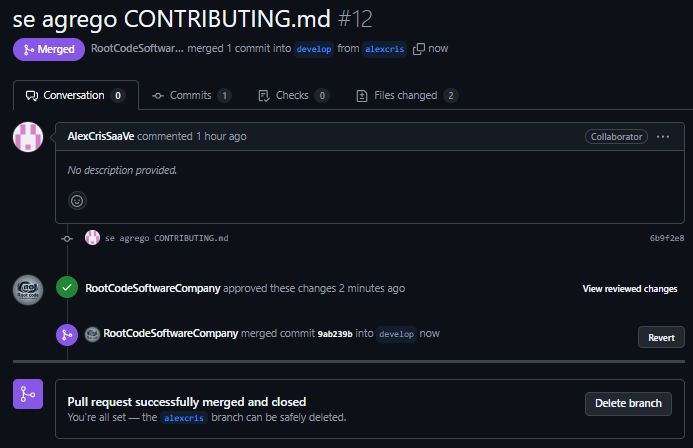 se agrego CONTRIBUTING.md #12
Merged RootCodeSoftwar... merged 1 commit into develop from alexcris now
Conversation 0 Commits 1 Checks 0 Files changed 2
AlexCrisSaaVe commented 1 hour ago Collaborator ...
No description provided.
se agrego CONTRIBUTING.md 6b9f2e8
RootCodeSoftwareCompany approved these changes 2 minutes ago View reviewed changes
RootCodeSoftwareCompany merged commit 9ab239b into develop now Revert
Pull request successfully merged and closed
You're all set — the alexcris branch can be safely deleted.
Delete branch